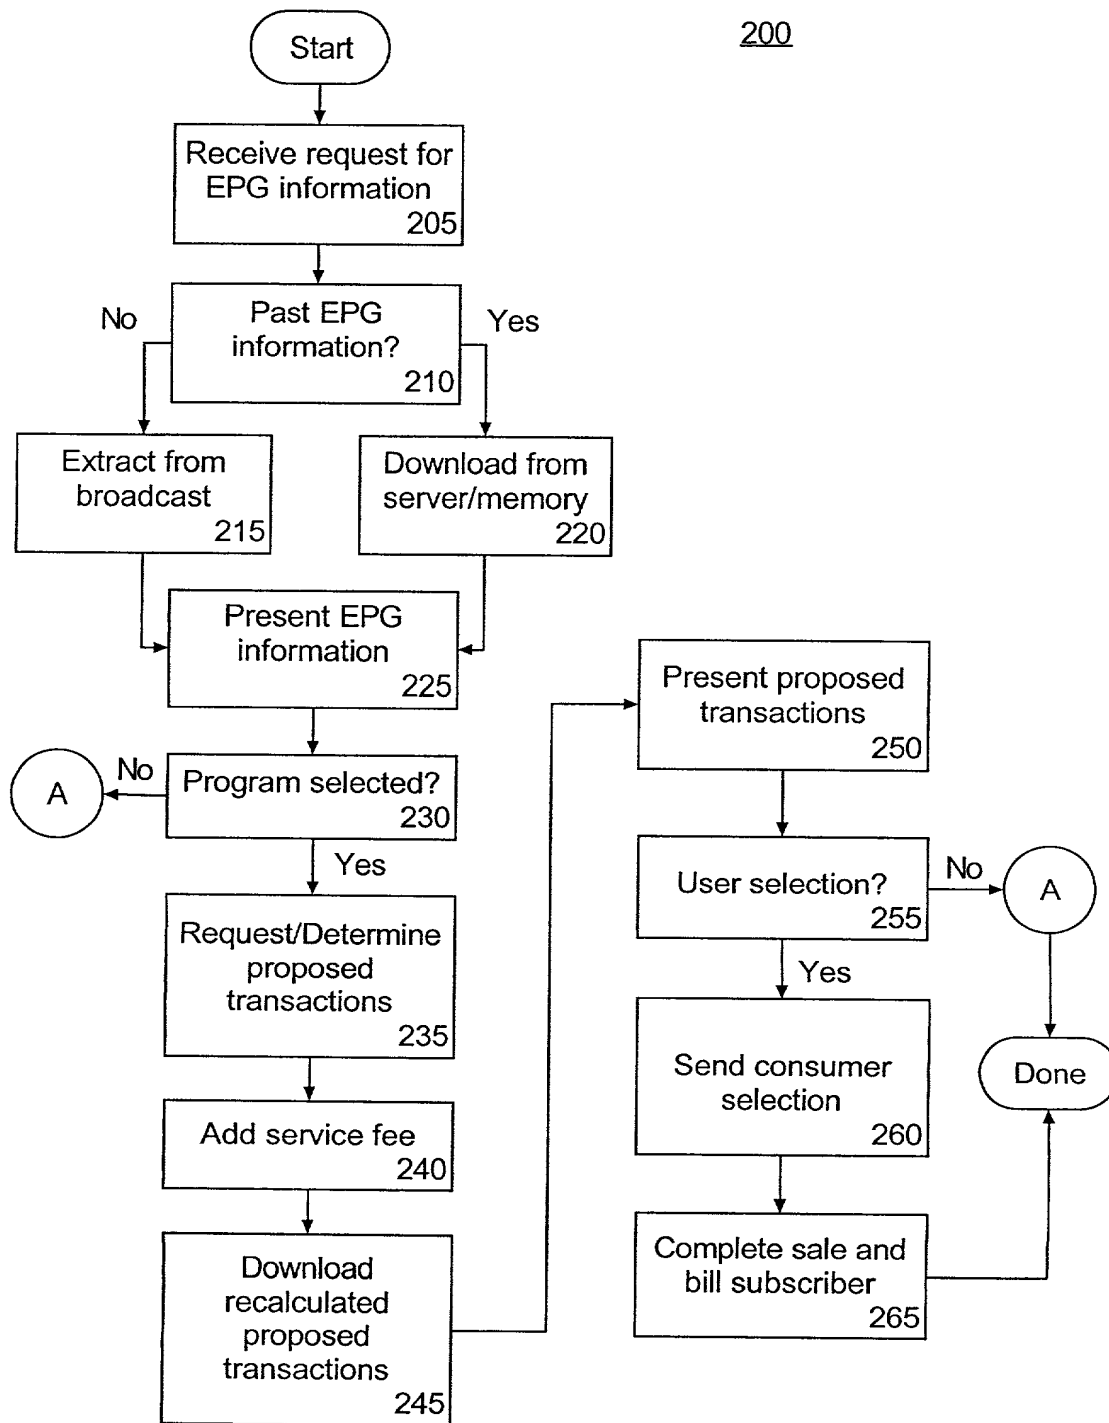 200
Start
Receive request for
EPG information
205
Past EPG
information?
210
No
Yes
Extract from
broadcast
215
Download from
server/memory
220
Present EPG
information
225
Program selected?
230
No
A
Yes
Request/Determine
proposed
transactions
235
Add service fee
240
Download
recalculated
proposed
transactions
245
Present proposed
transactions
250
User selection?
255
No
A
Yes
Send consumer
selection
260
Complete sale and
bill subscriber
265
Done